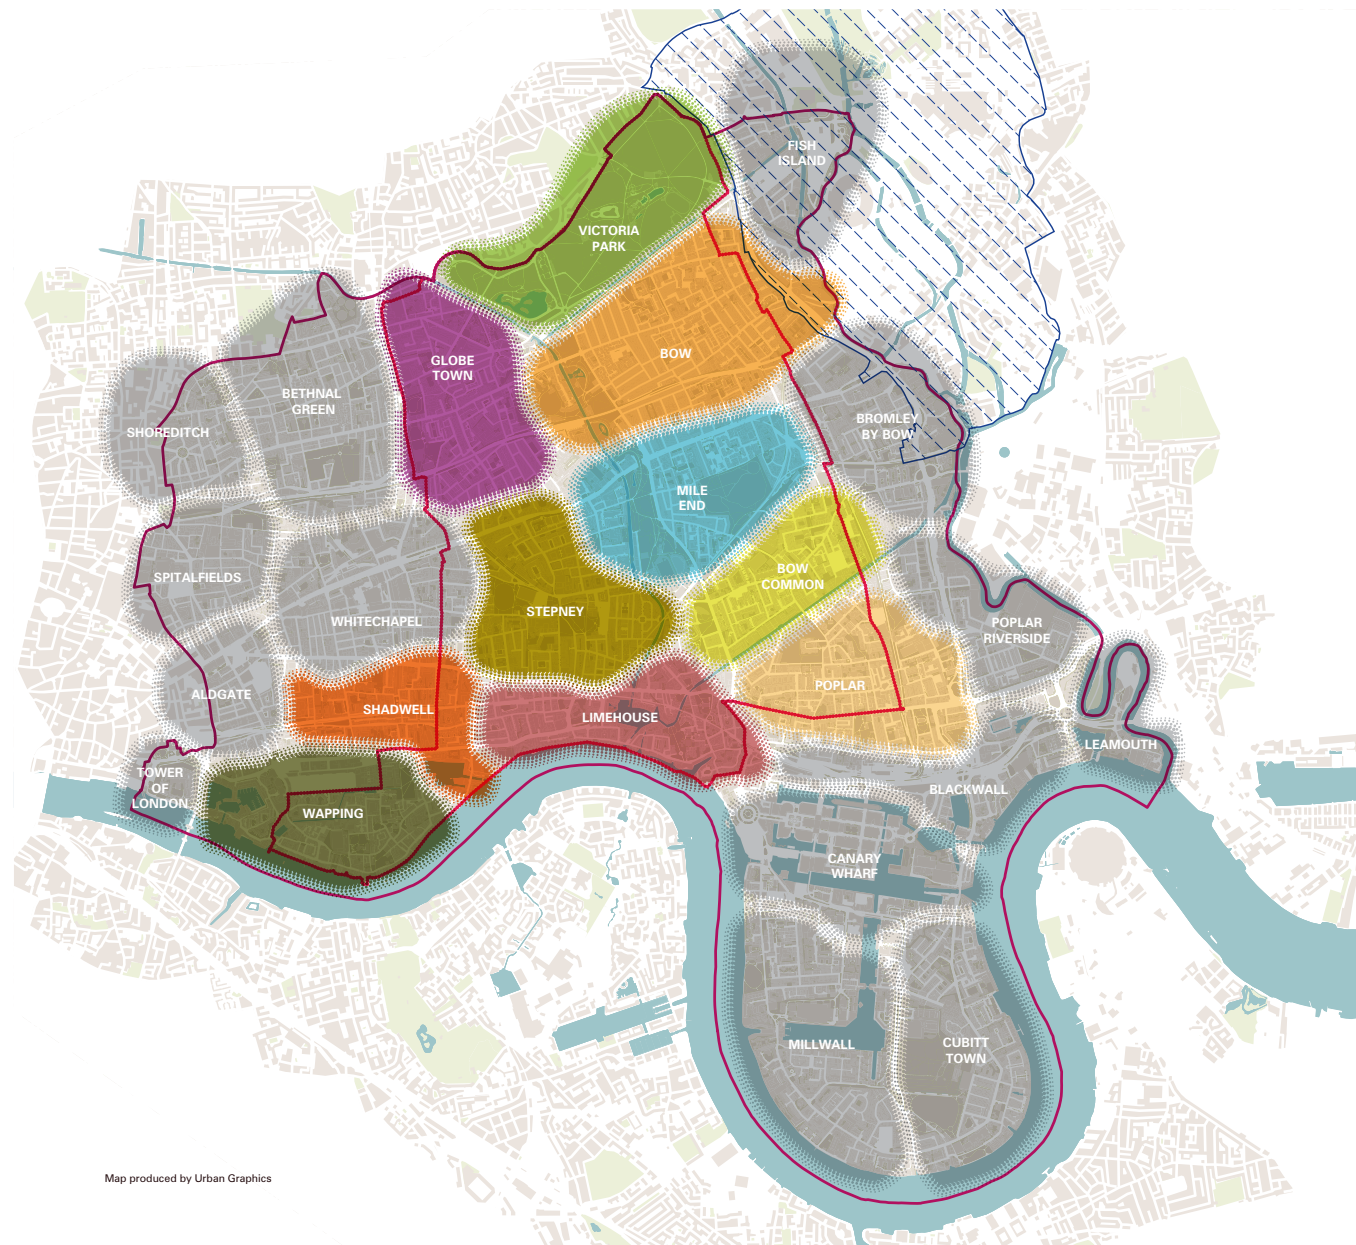 FISH
ISLAND
VICTORIA
PARK
GLOBE
TOWN
BOW
BETHNAL
GREEN
SHOREDITCH
BROMLEY
BY BOW
MILE
END
SPITALFIELDS
BOW
COMMON
STEPNEY
WHITECHAPEL
POPLAR
RIVERSIDE
ALDGATE
POPLAR
SHADWELL
LIMEHOUSE
LEAMOUTH
TOWER
OF
LONDON
BLACKWALL
WAPPING
CANARY
WHARF
MILLWALL
CUBITT
TOWN
Map produced by Urban Graphics